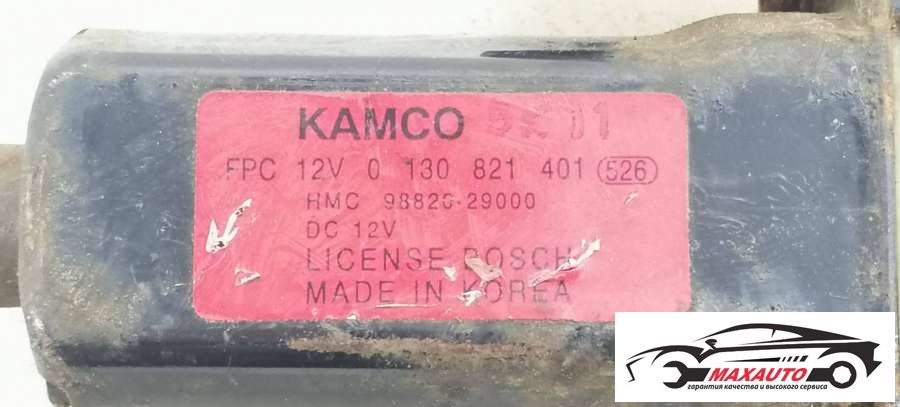 KAMCO
FPC 12V 0 130 821 401 526
HMC 98820-29000
DC 12V
LICENSE BOSCH
MADE IN KOREA
MAXAUTO
гарантия качества и высокого сервиса